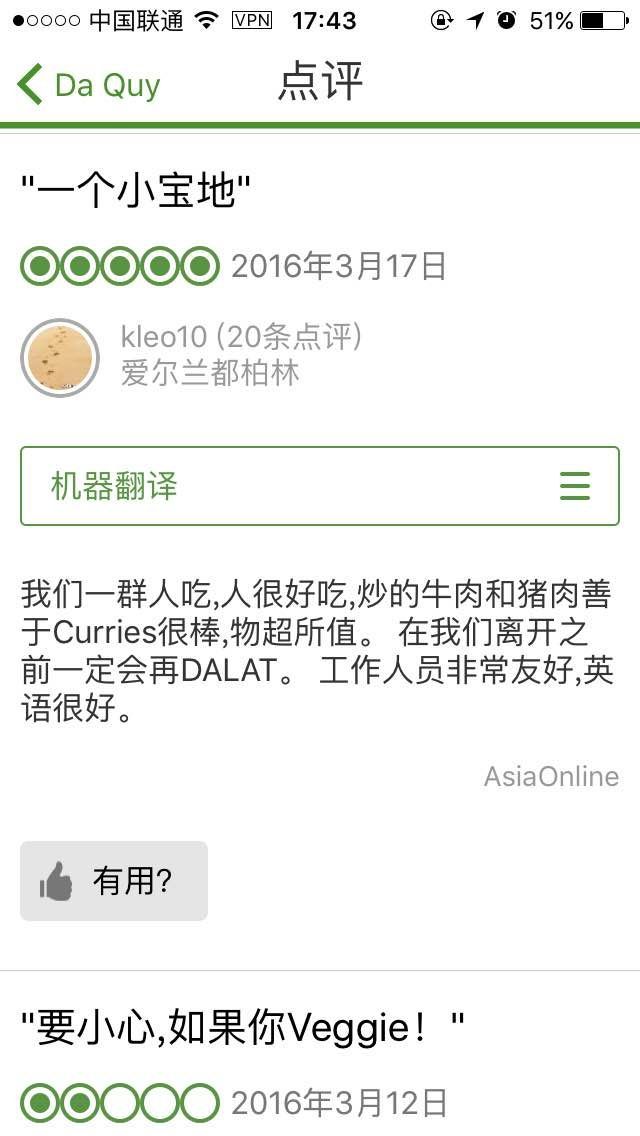 中国联通 VPN 17:43 51%
Da Quy 点评
"一个小宝地"
2016年3月17日
kleo10 (20条点评)
爱尔兰都柏林
机器翻译
我们一群人吃,人很好吃,炒的牛肉和猪肉善
于Curries很棒,物超所值。 在我们离开之
前一定会再DALAT。 工作人员非常友好,英
语很好。
AsiaOnline
有用?
"要小心,如果你Veggie！"
2016年3月12日